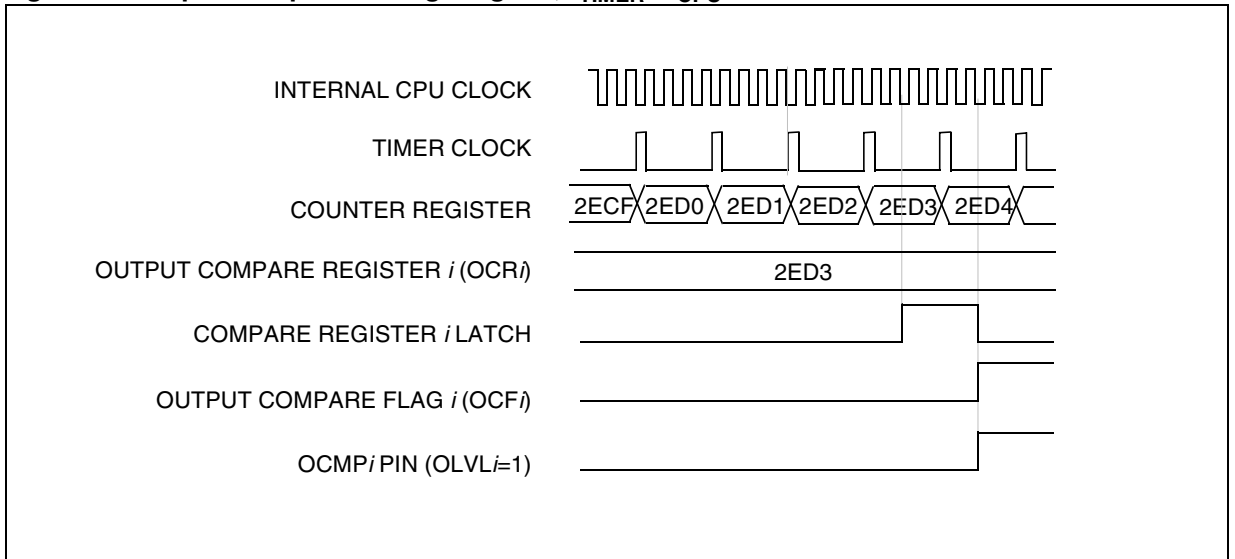 INTERNAL CPU CLOCK
TIMER CLOCK
COUNTER REGISTER 2ECF 2ED0 2ED1 2ED2 2ED3 2ED4
OUTPUT COMPARE REGISTER i (OCRi) 2ED3
COMPARE REGISTER i LATCH
OUTPUT COMPARE FLAG i (OCFi)
OCMPi PIN (OLVLi=1)